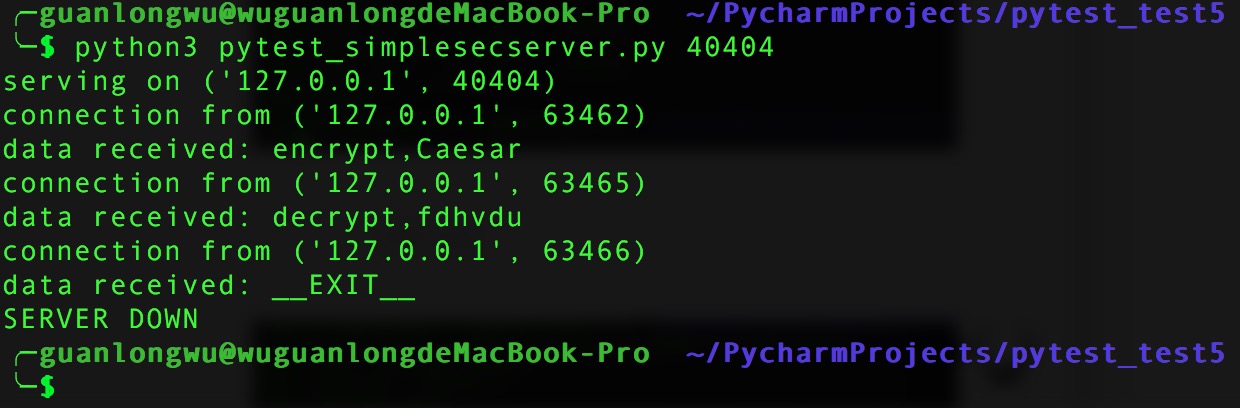 ╭─guanlongwu@wuguanlongdeMacBook-Pro ~/PycharmProjects/pytest_test5
╰─$ python3 pytest_simplesecserver.py 40404
serving on ('127.0.0.1', 40404)
connection from ('127.0.0.1', 63462)
data received: encrypt,Caesar
connection from ('127.0.0.1', 63465)
data received: decrypt,fdhvdu
connection from ('127.0.0.1', 63466)
data received: __EXIT__
SERVER DOWN
╭─guanlongwu@wuguanlongdeMacBook-Pro ~/PycharmProjects/pytest_test5
╰─$